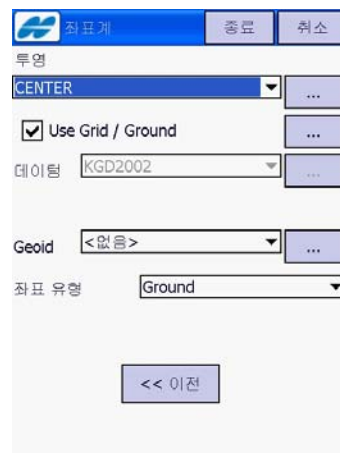 좌표계 종료 취소
투영
CENTER ...
Use Grid / Ground ...
데이텀 KGD2002 ...
Geoid <없음> ...
좌표 유형 Ground
<< 이전